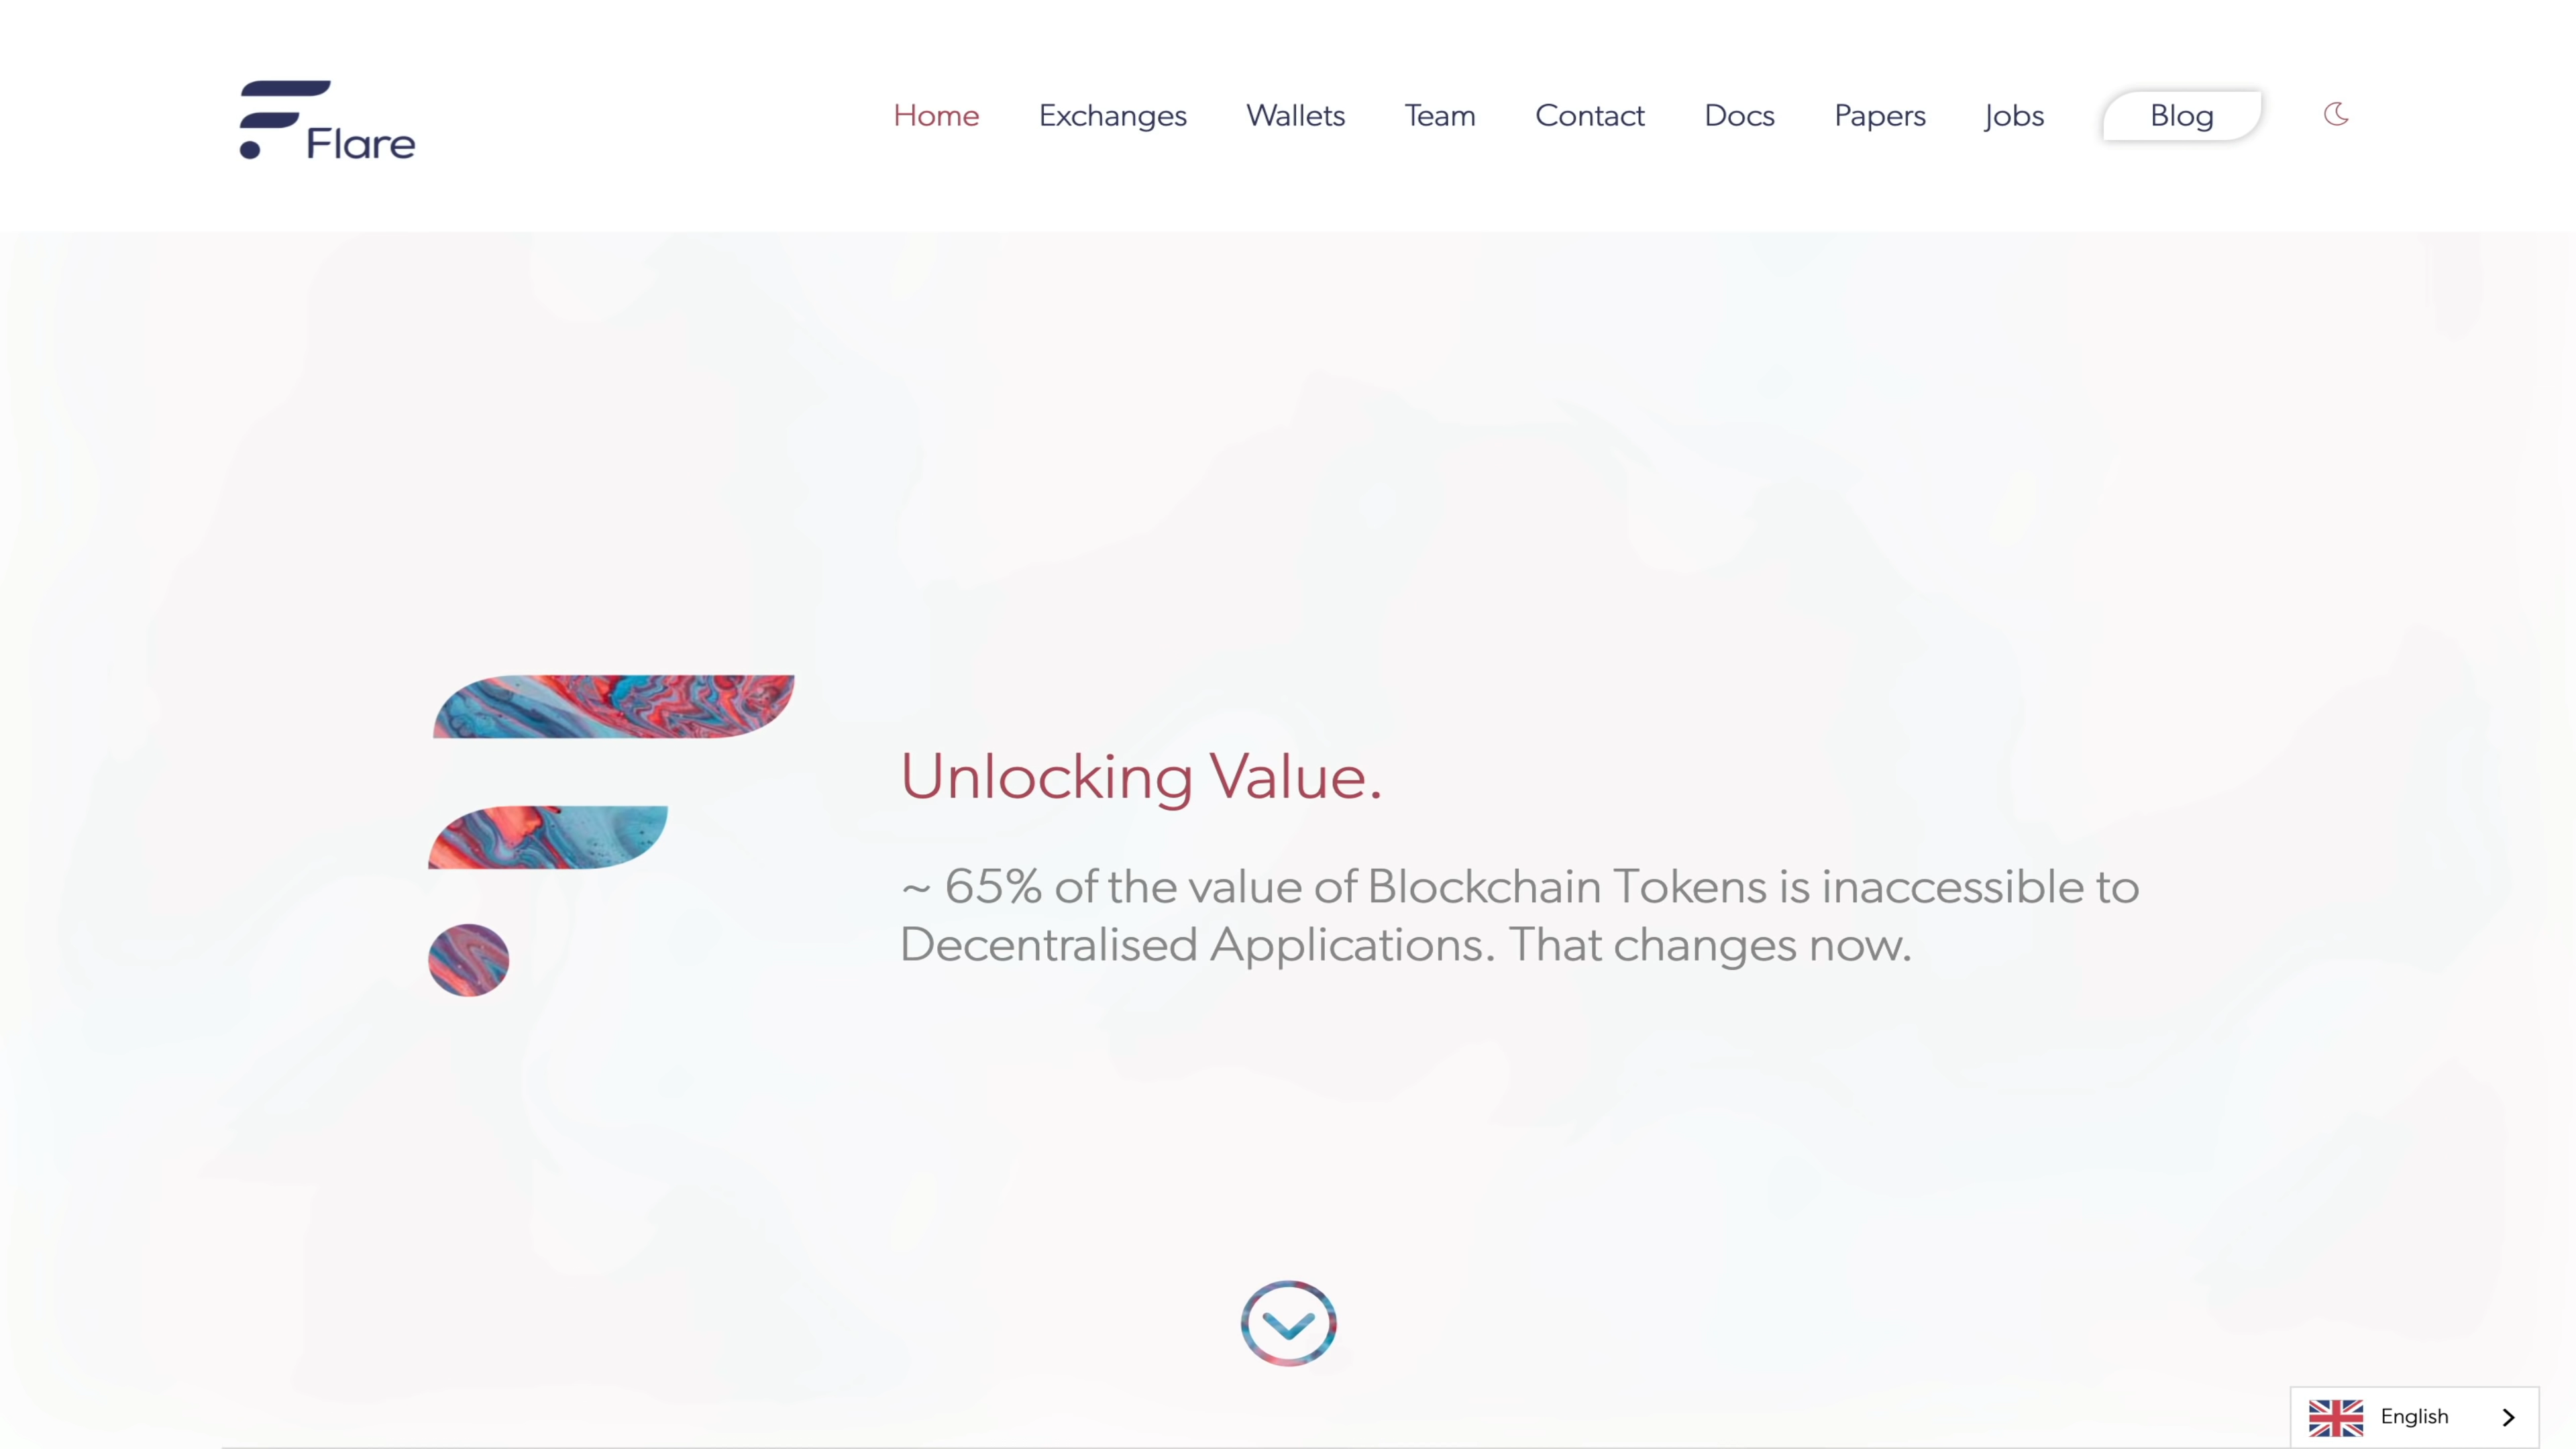 Flare
Home Exchanges Wallets Team Contact Docs Papers Jobs Blog
Unlocking Value.
~ 65% of the value of Blockchain Tokens is inaccessible to
Decentralised Applications. That changes now.
English